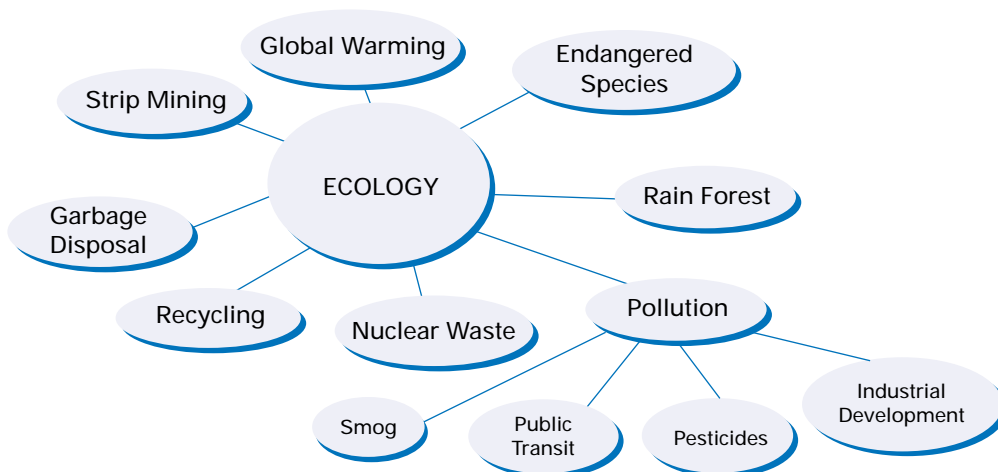 Global Warming
Endangered
Species
Strip Mining
ECOLOGY
Rain Forest
Garbage
Disposal
Recycling
Nuclear Waste
Pollution
Smog
Public
Transit
Pesticides
Industrial
Development